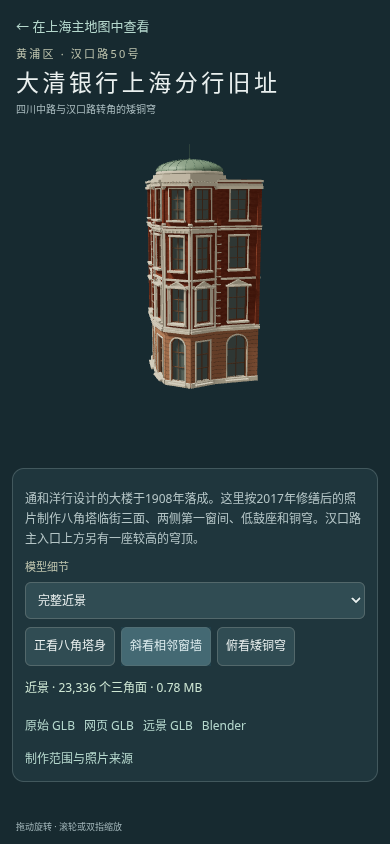 ← 在上海主地图中查看
黄浦区 · 汉口路50号
大清银行上海分行旧址
四川中路与汉口路转角的矮铜穹
通和洋行设计的大楼于1908年落成。这里按2017年修缮后的照
片制作八角塔临街三面、两侧第一窗间、低鼓座和铜穹。汉口路
主入口上方另有一座较高的穹顶。
模型细节
完整近景
正看八角塔身 斜看相邻窗墙 俯看矮铜穹
近景 · 23,336 个三角面 · 0.78 MB
原始 GLB 网页 GLB 远景 GLB Blender
制作范围与照片来源
拖动旋转 · 滚轮或双指缩放